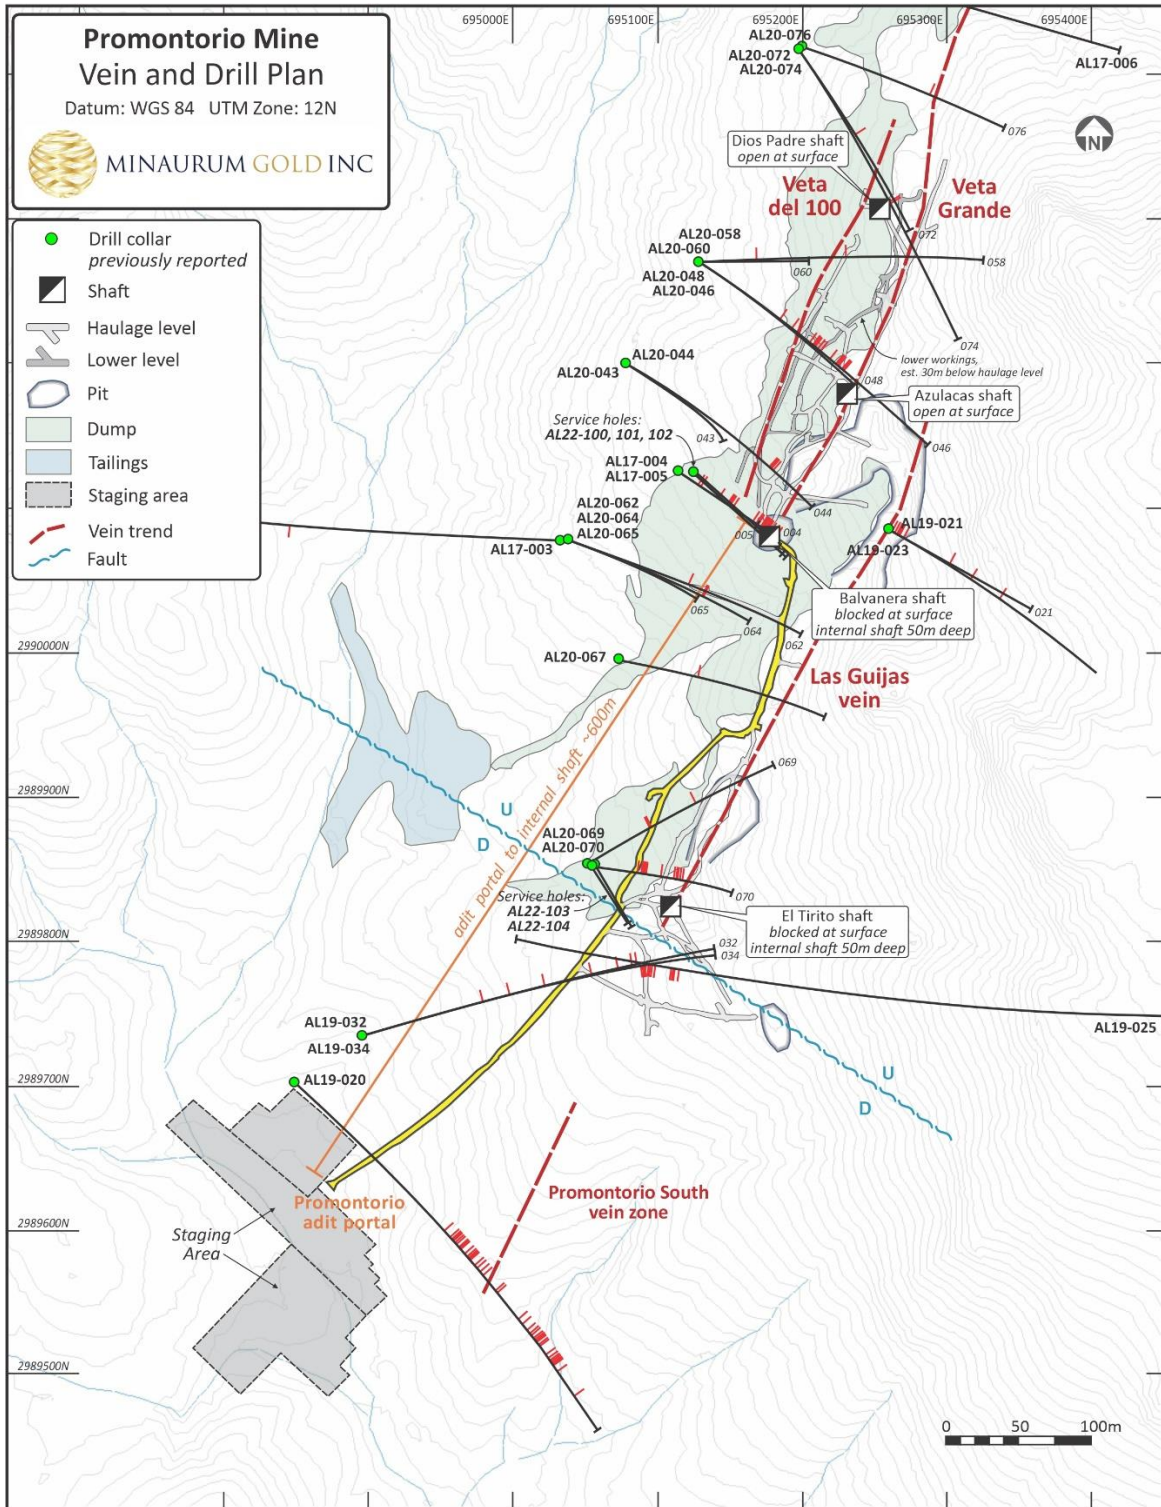 695000E
695100E
695200E
695300E
695400E
Promontorio Mine
Vein and Drill Plan
Datum: WGS 84 UTM Zone: 12N
MINAURUM GOLD INC
Drill collar
previously reported
Shaft
Haulage level
Lower level
Pit
Dump
Tailings
Staging area
Vein trend
Fault
AL20-076
AL20-072
AL20-074
AL17-006
076
N
Dios Padre shaft
open at surface
Veta
del 100
Veta
Grande
072
AL20-058
AL20-060
AL20-048
AL20-046
060
058
074
lower workings,
est. 30m below haulage level
048
Azulacas shaft
open at surface
AL20-044
AL20-043
043
046
Service holes:
AL22-100, 101, 102
AL17-004
AL17-005
044
AL20-062
AL20-064
AL20-065
AL17-003
005
004
AL19-021
AL19-023
021
065
064
062
Balvanera shaft
blocked at surface
internal shaft 50m deep
2990000N
AL20-067
Las Guijas
vein
adit portal to internal shaft ~600m
069
2989900N
U
D
AL20-069
AL20-070
070
Service holes:
AL22-103
AL22-104
El Tirito shaft
blocked at surface
internal shaft 50m deep
2989800N
032
034
AL19-032
AL19-034
AL19-025
AL19-020
2989700N
U
D
Promontorio
adit portal
Promontorio South
vein zone
Staging
Area
2989600N
2989500N
0 50 100m